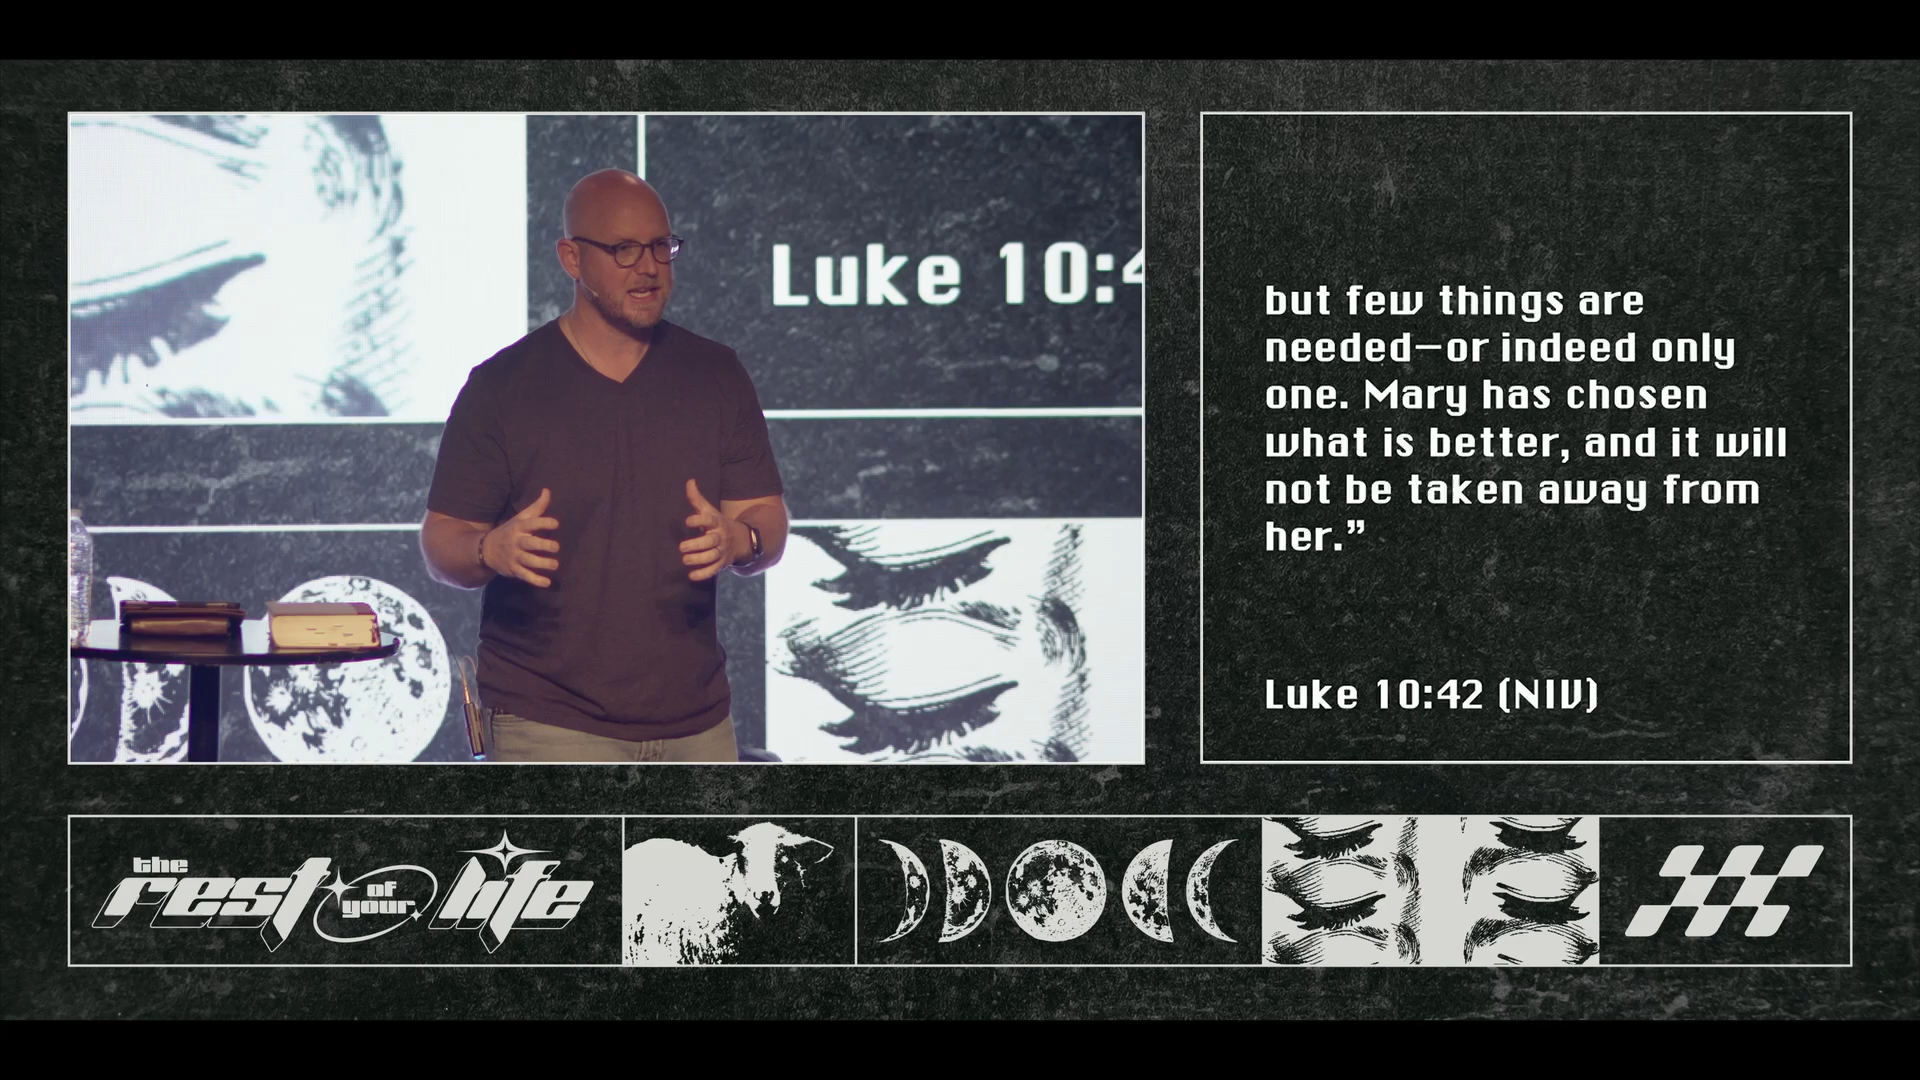 Luke 10:4
but few things are
needed—or indeed only
one. Mary has chosen
what is better, and it will
not be taken away from
her.”
Luke 10:42 (NIV)
the
rest of your life